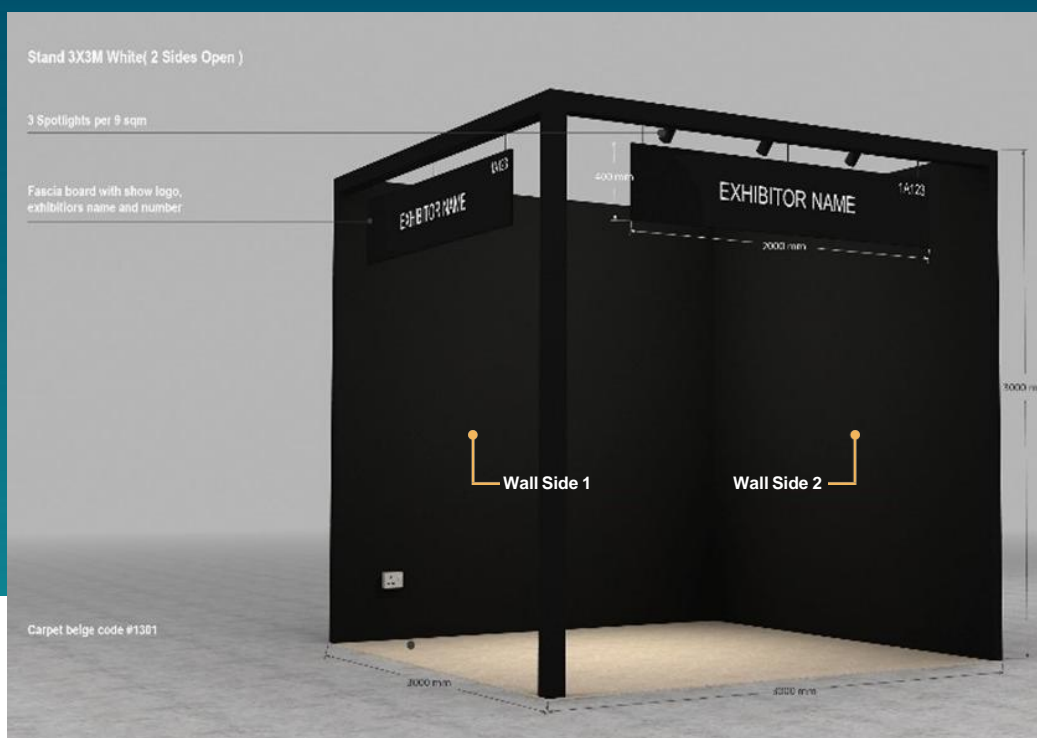 Stand 3X3M White( 2 Sides Open )
3 Spotlights per 9 sqm
Fascia board with show logo,
exhibitiors name and number
1A123
EXHIBITOR NAME
400 mm
1A123
EXHIBITOR NAME
2000 mm
3000 m
Wall Side 1
Wall Side 2
Carpet beige code #1301
3000 mm
3000 mm